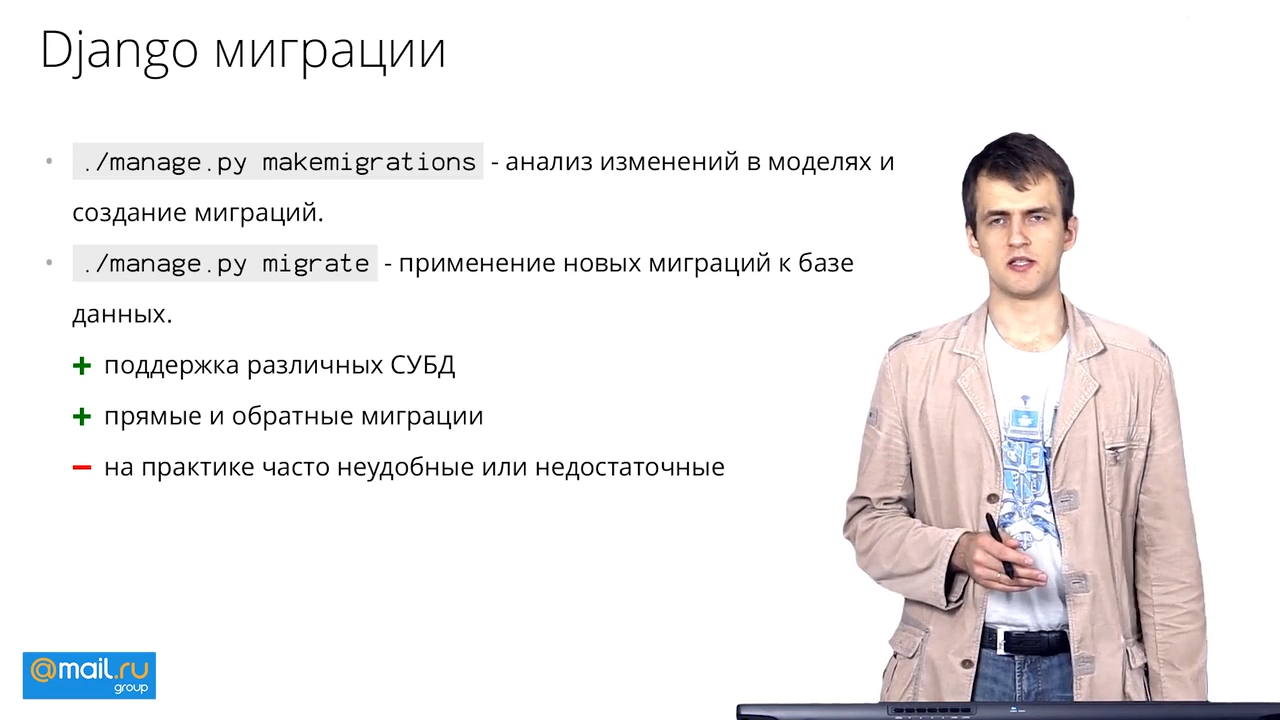 Django миграции
./manage.py makemigrations - анализ изменений в моделях и
создание миграций.
./manage.py migrate - применение новых миграций к базе
данных.
+ поддержка различных СУБД
+ прямые и обратные миграции
− на практике часто неудобные или недостаточные
@mail.ru
group